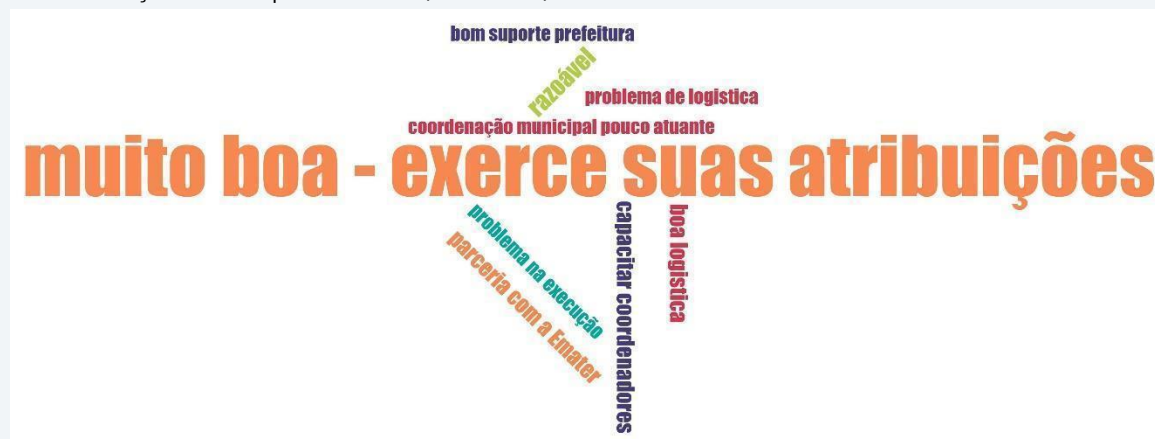 bom suporte prefeitura
razoável
problema de logistica
coordenação municipal pouco atuante
muito boa - exerce suas atribuições
problema na execução
parceria com a Emater
capacitar coordenadores
boa logistica